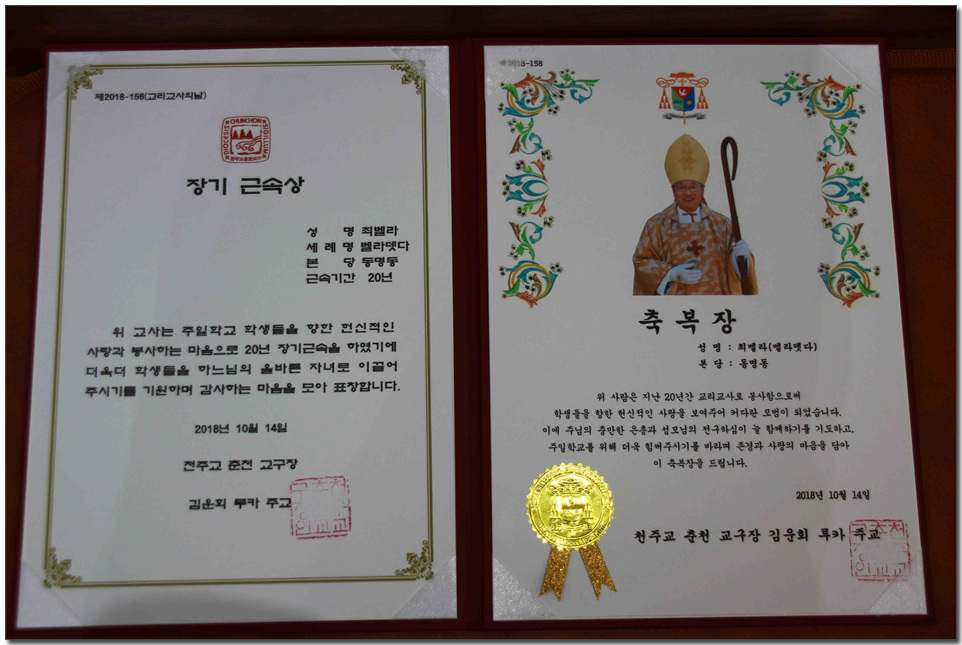 제2018-156(교리교사의날)
DIOCESIS CHUNCHON
천주교춘천교구
장기 근속상
성 명 최벨라
세 례 명 벨라뎃다
본 당 동명동
근속기간 20년
위 교사는 주일학교 학생들을 향한 헌신적인
사랑과 봉사하는 마음으로 20년 장기근속을 하였기에
더욱더 학생들을 하느님의 올바른 자녀로 이끌어
주시기를 기원하며 감사하는 마음을 모아 표창합니다.
2018년 10월 14일
천주교 춘천 교구장
김운회 루카 주교
제2018-158
축 복 장
성 명 : 최벨라(벨라뎃다)
본 당 : 동명동
위 사람은 지난 20년간 교리교사로 봉사함으로써
학생들을 향한 헌신적인 사랑을 보여주어 커다란 모범이 되었습니다.
이에 주님의 충만한 은총과 성모님의 전구하심이 늘 함께하기를 기도하고,
주일학교를 위해 더욱 힘써주시기를 바라며 존경과 사랑의 마음을 담아
이 축복장을 드립니다.
2018년 10월 14일
천주교 춘천 교구장 김운회 루카 주교